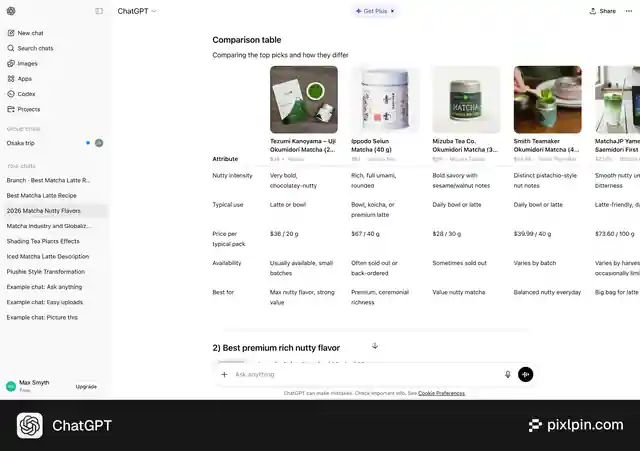 ChatGPT
Get Plus
Share
New chat
Search chats
Images
Apps
Codex
Projects
Osaka trip
Your chats
Branch · Best Matcha Latte R...
Best Matcha Latte Recipe
2026 Matcha Nutty Flavors
Matcha Industry and Globaliz...
Shading Tea Plants Effects
Iced Matcha Latte Description
Plushie Style Transformation
Example chat: Ask anything
Example chat: Easy uploads
Example chat: Picture this
Max Smyth
Free
Upgrade
Comparison table
Comparing the top picks and how they differ
MATCHA
Attribute
Tezumi Kanoyama – Uji
Okumidori Matcha (2...
Ippodo Seiun
Matcha (40 g)
Mizuba Tea Co.
Okumidori Matcha (3...
Smith Teamaker
Okumidori Matcha (4...
MatchaJP Yame
Saemidori First
Nutty intensity
Very bold,
chocolatey-nutty
Rich, full umami,
rounded
Bold savory with
sesame/walnut notes
Distinct pistachio-style
nut notes
Smooth nutty un
bitterness
Typical use
Latte or bowl
Bowl, koicha, or
premium latte
Daily bowl or latte
Daily bowl or latte
Latte-friendly, da
Price per
typical pack
$36 / 20 g
$67 / 40 g
$28 / 30 g
$39.99 / 40 g
$73.60 / 100 g
Availability
Usually available, small
batches
Often sold out or
back-ordered
Sometimes sold out
Varies by batch
Varies by harves
occasionally limi
Best for
Max nutty flavor, strong
value
Premium, ceremonial
richness
Value nutty matcha
Balanced nutty everyday
Big bag for latte
2) Best premium rich nutty flavor
Ask anything
ChatGPT can make mistakes. Check important info. See Cookie Preferences.
ChatGPT
pixlpin.com